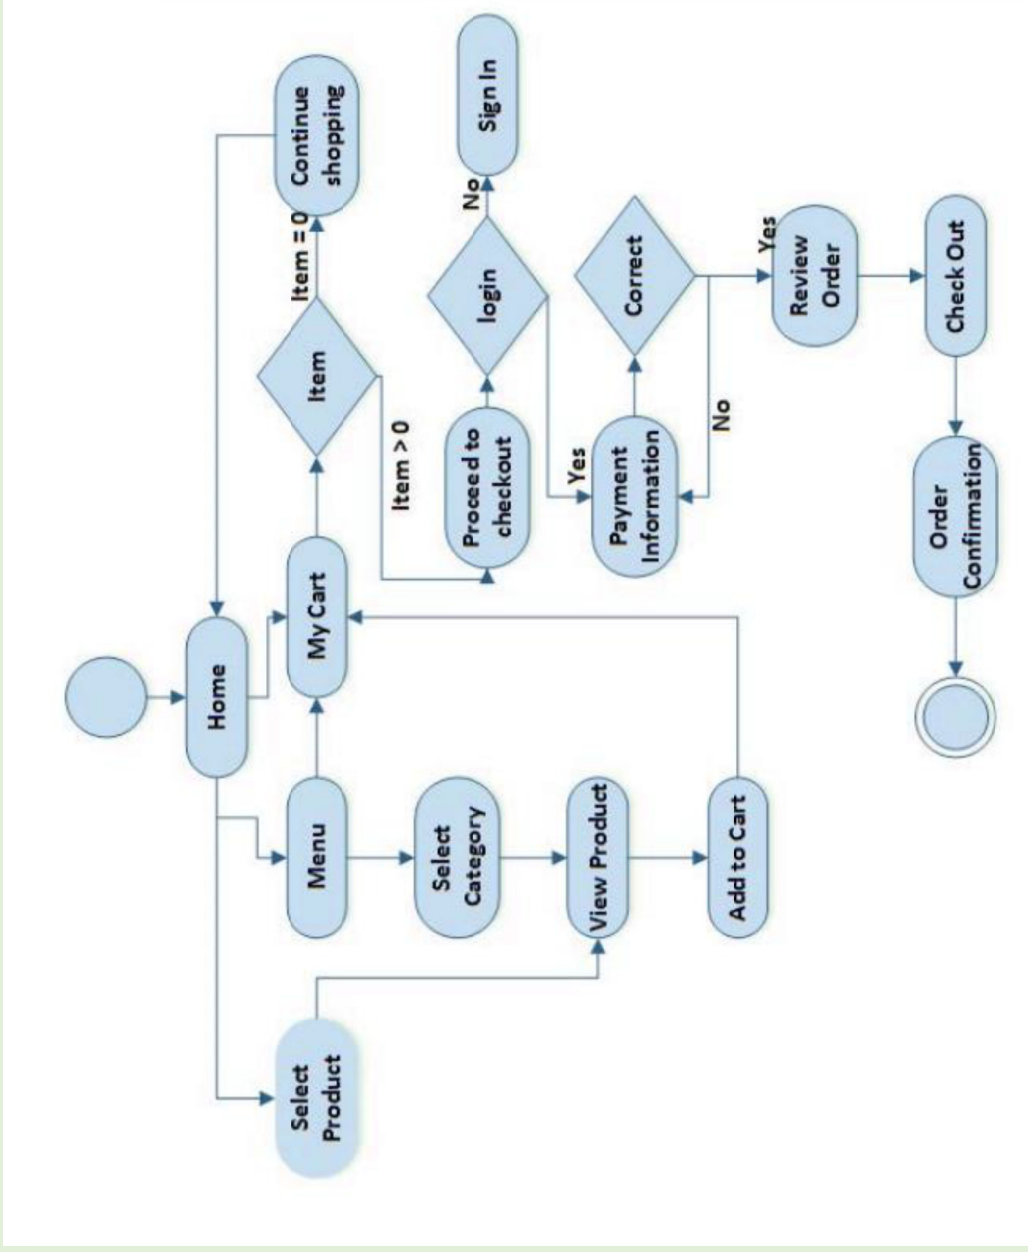 Home
Select
Product
Menu
My Cart
Item
Item = 0
Continue
shopping
Item > 0
Select
Category
Proceed to
checkout
login
No
Sign In
View Product
Yes
Payment
Information
Correct
No
Add to Cart
Yes
Review
Order
Order
Confirmation
Check Out